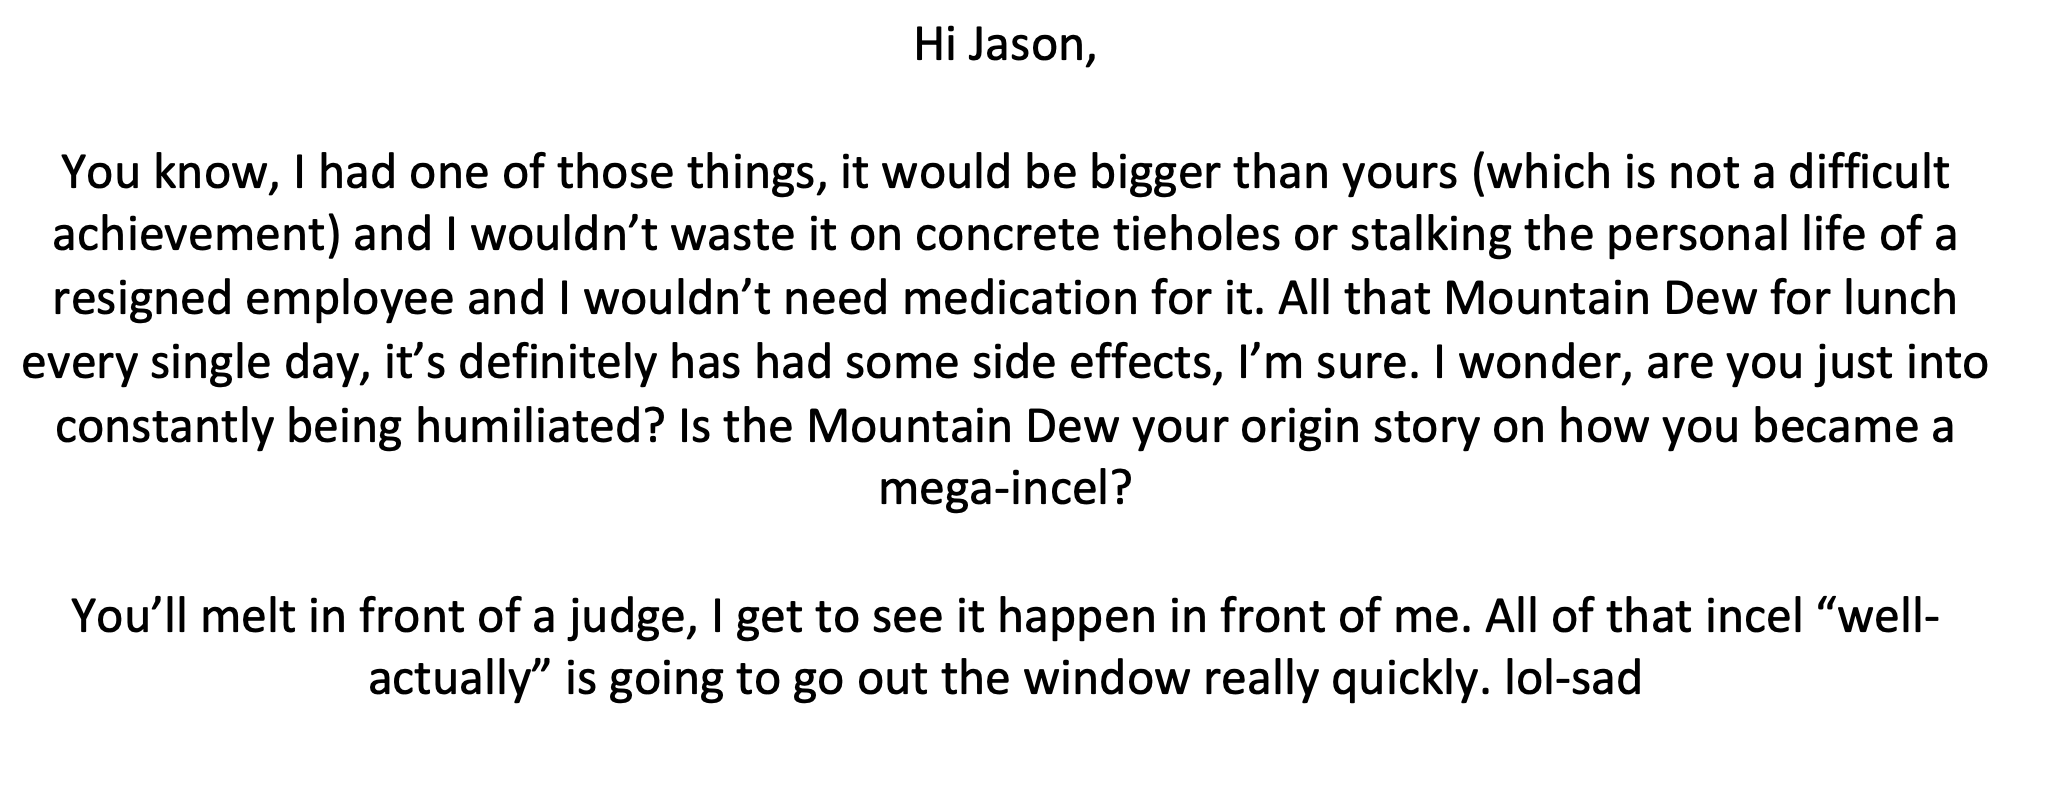 Hi Jason,
You know, I had one of those things, it would be bigger than yours (which is not a difficult
achievement) and I wouldn’t waste it on concrete tieholes or stalking the personal life of a
resigned employee and I wouldn’t need medication for it. All that Mountain Dew for lunch
every single day, it’s definitely has had some side effects, I’m sure. I wonder, are you just into
constantly being humiliated? Is the Mountain Dew your origin story on how you became a
mega-incel?
You’ll melt in front of a judge, I get to see it happen in front of me. All of that incel “well-
actually” is going to go out the window really quickly. lol-sad